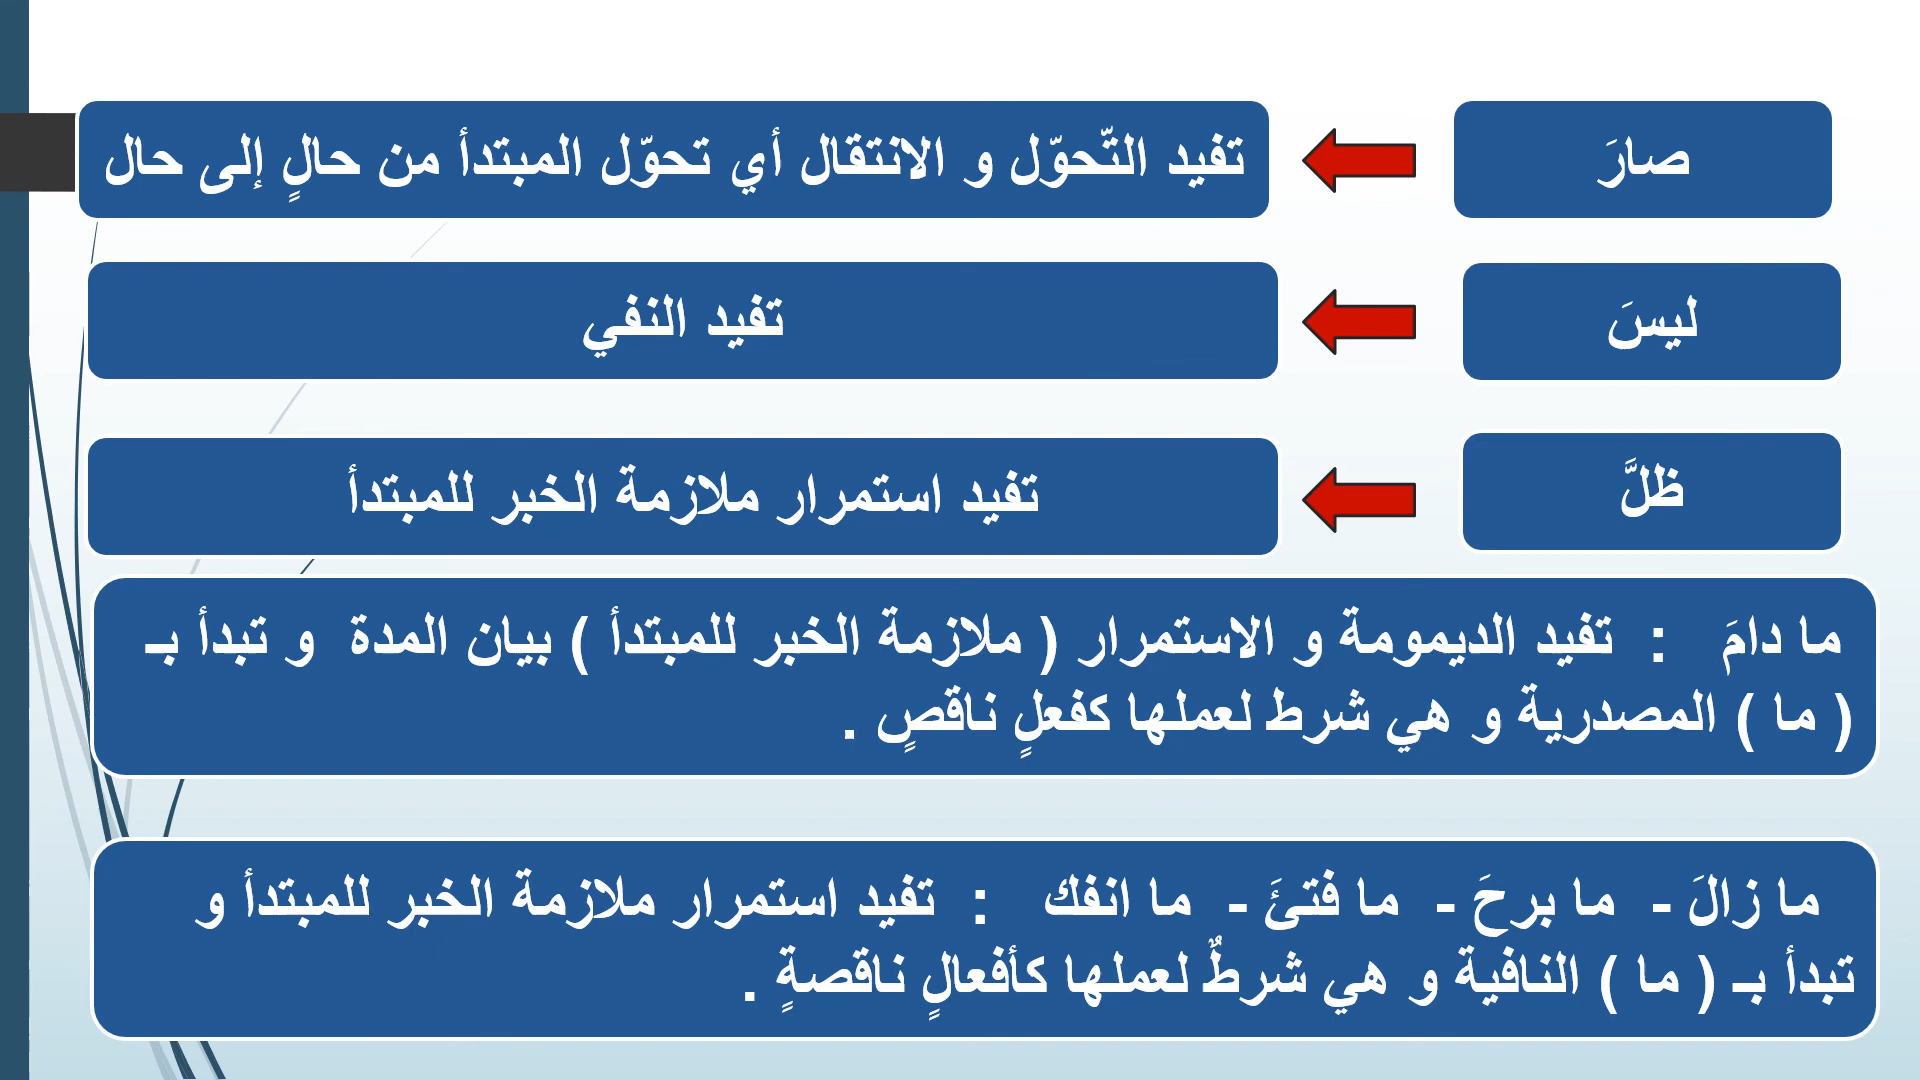 صارَ
تفيد التّحوّل و الانتقال أي تحوّل المبتدأ من حالٍ إلى حال
ليسَ
تفيد النفي
ظلَّ
تفيد استمرار ملازمة الخبر للمبتدأ
ما دامَ : تفيد الديمومة و الاستمرار ( ملازمة الخبر للمبتدأ ) بيان المدة و تبدأ بـ
( ما ) المصدرية و هي شرط لعملها كفعلٍ ناقصٍ .
ما زالَ - ما برحَ - ما فتئَ - ما انفك : تفيد استمرار ملازمة الخبر للمبتدأ و
تبدأ بـ ( ما ) النافية و هي شرطٌ لعملها كأفعالٍ ناقصةٍ .